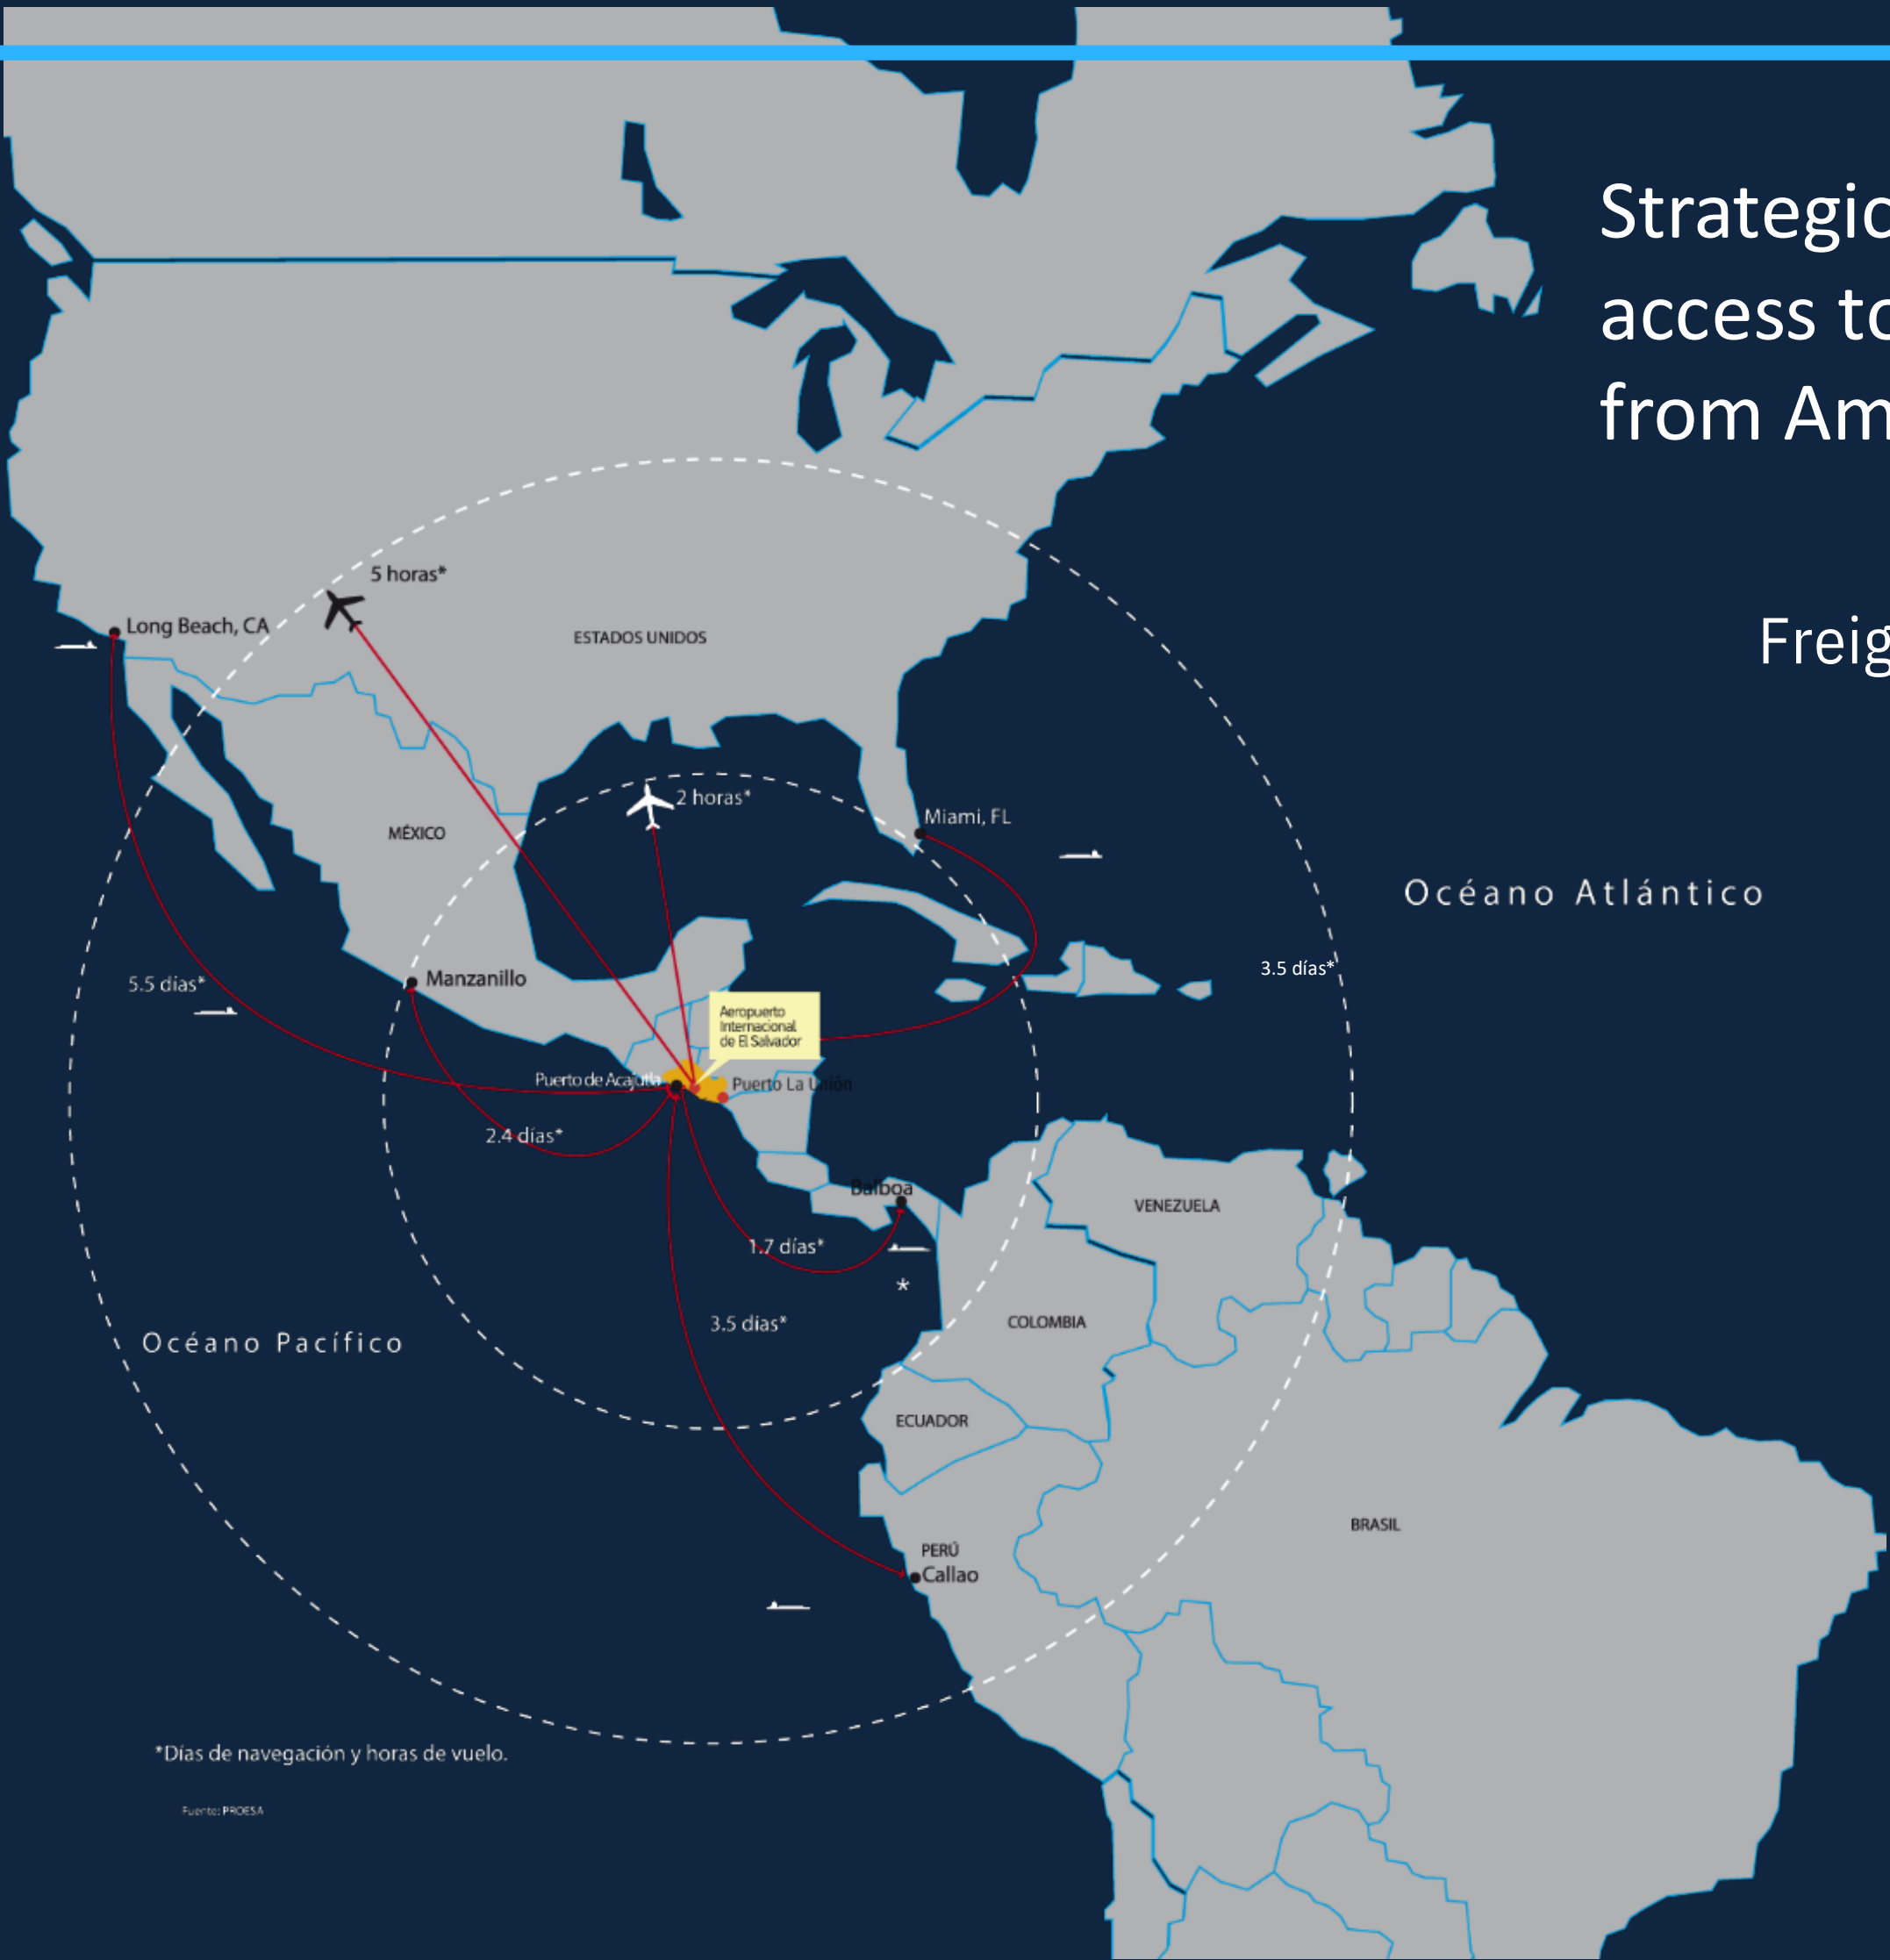 Strategic
access to
from Am
Freig
5 horas*
Long Beach, CA
ESTADOS UNIDOS
2 horas*
Miami, FL
MÉXICO
Océano Atlántico
3.5 días*
Manzanillo
5.5 días*
Aeropuerto
Internacional
de El Salvador
Puerto de Acajutla
Puerto La Unión
2.4 días*
Balboa
VENEZUELA
1.7 días*
*
3.5 días*
COLOMBIA
Océano Pacífico
ECUADOR
BRASIL
PERÚ
Callao
*Días de navegación y horas de vuelo.
Fuente: PROESA